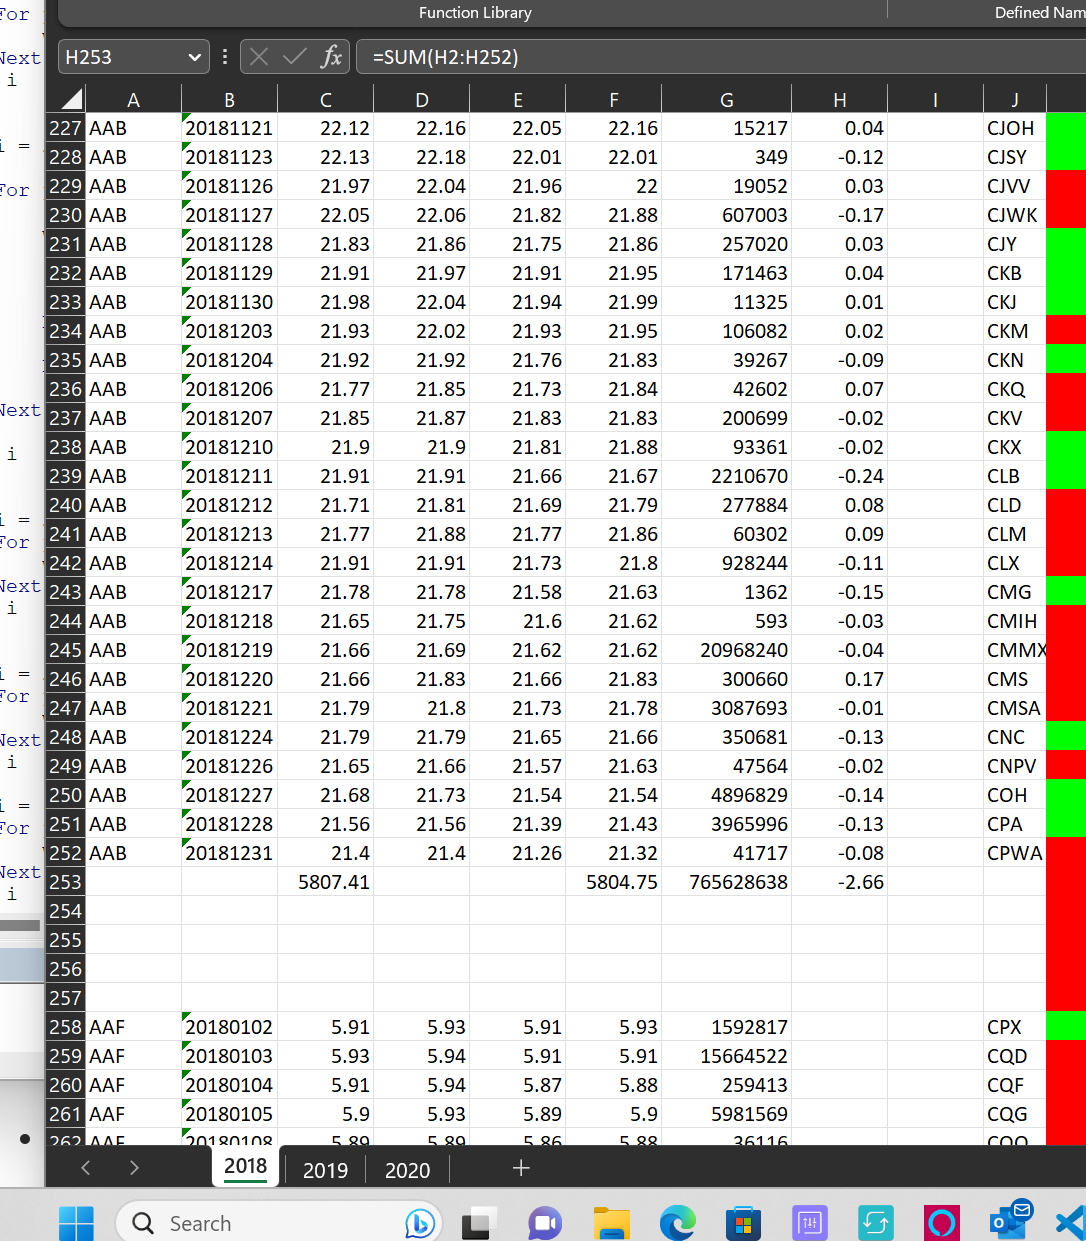 Function Library Defined Nam
H253 fx =SUM(H2:H252)
A B C D E F G H I J
227 AAB 20181121 22.12 22.16 22.05 22.16 15217 0.04 CJOH
228 AAB 20181123 22.13 22.18 22.01 22.01 349 -0.12 CJSY
229 AAB 20181126 21.97 22.04 21.96 22 19052 0.03 CJVV
230 AAB 20181127 22.05 22.06 21.82 21.88 607003 -0.17 CJWK
231 AAB 20181128 21.83 21.86 21.75 21.86 257020 0.03 CJY
232 AAB 20181129 21.91 21.97 21.91 21.95 171463 0.04 CKB
233 AAB 20181130 21.98 22.04 21.94 21.99 11325 0.01 CKJ
234 AAB 20181203 21.93 22.02 21.93 21.95 106082 0.02 CKM
235 AAB 20181204 21.92 21.92 21.76 21.83 39267 -0.09 CKN
236 AAB 20181206 21.77 21.85 21.73 21.84 42602 0.07 CKQ
237 AAB 20181207 21.85 21.87 21.83 21.83 200699 -0.02 CKV
238 AAB 20181210 21.9 21.9 21.81 21.88 93361 -0.02 CKX
239 AAB 20181211 21.91 21.91 21.66 21.67 2210670 -0.24 CLB
240 AAB 20181212 21.71 21.81 21.69 21.79 277884 0.08 CLD
241 AAB 20181213 21.77 21.88 21.77 21.86 60302 0.09 CLM
242 AAB 20181214 21.91 21.91 21.73 21.8 928244 -0.11 CLX
243 AAB 20181217 21.78 21.78 21.58 21.63 1362 -0.15 CMG
244 AAB 20181218 21.65 21.75 21.6 21.62 593 -0.03 CMIH
245 AAB 20181219 21.66 21.69 21.62 21.62 20968240 -0.04 CMMX
246 AAB 20181220 21.66 21.83 21.66 21.83 300660 0.17 CMS
247 AAB 20181221 21.79 21.8 21.73 21.78 3087693 -0.01 CMSA
248 AAB 20181224 21.79 21.79 21.65 21.66 350681 -0.13 CNC
249 AAB 20181226 21.65 21.66 21.57 21.63 47564 -0.02 CNPV
250 AAB 20181227 21.68 21.73 21.54 21.54 4896829 -0.14 COH
251 AAB 20181228 21.56 21.56 21.39 21.43 3965996 -0.13 CPA
252 AAB 20181231 21.4 21.4 21.26 21.32 41717 -0.08 CPWA
253 5807.41 5804.75 765628638 -2.66
254
255
256
257
258 AAF 20180102 5.91 5.93 5.91 5.93 1592817 CPX
259 AAF 20180103 5.93 5.94 5.91 5.91 15664522 CQD
260 AAF 20180104 5.91 5.94 5.87 5.88 259413 CQF
261 AAF 20180105 5.9 5.93 5.89 5.9 5981569 CQG
262 AAF 20180108 5.89 5.89 5.86 5.88 36116
2018 2019 2020 +
Search
For
Next
i
i =
For
Next
i
i =
For
Next
i
i =
For
Next
i
i =
For
Next
i